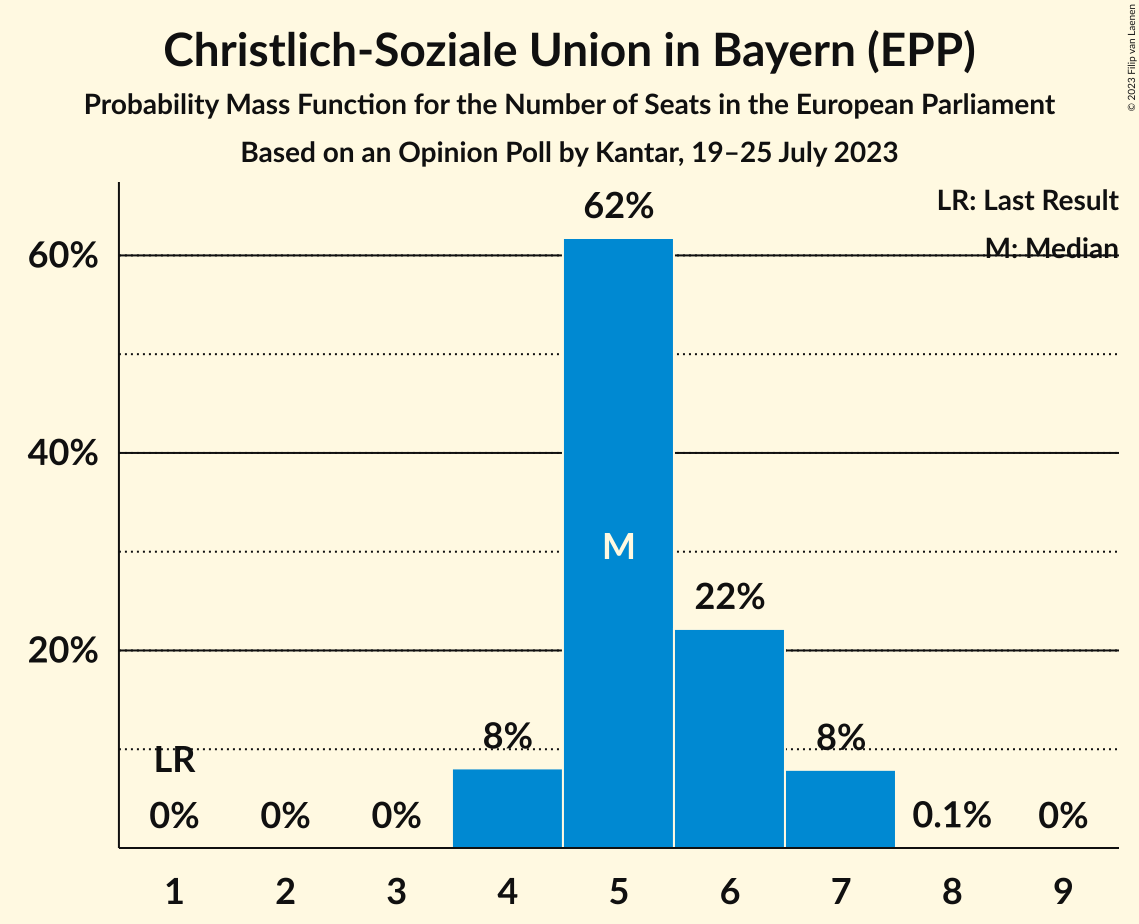 Christlich-Soziale Union in Bayern (EPP)
Probability Mass Function for the Number of Seats in the European Parliament
Based on an Opinion Poll by Kantar, 19–25 July 2023
© 2023 Filip van Laenen
LR: Last Result
M: Median
62%
60%
40%
M
22%
20%
8%
8%
LR
0%
0%
0%
0.1%
0%
1 2 3 4 5 6 7 8 9